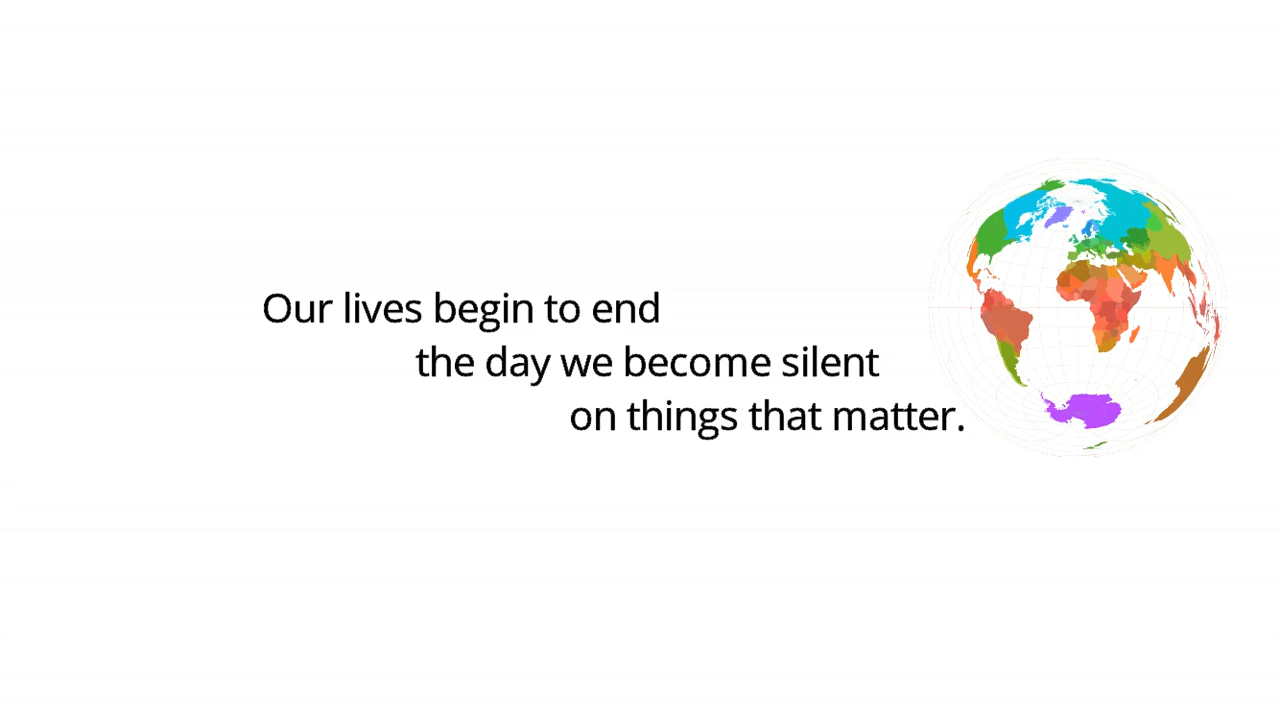 Our lives begin to end
the day we become silent
on things that matter.